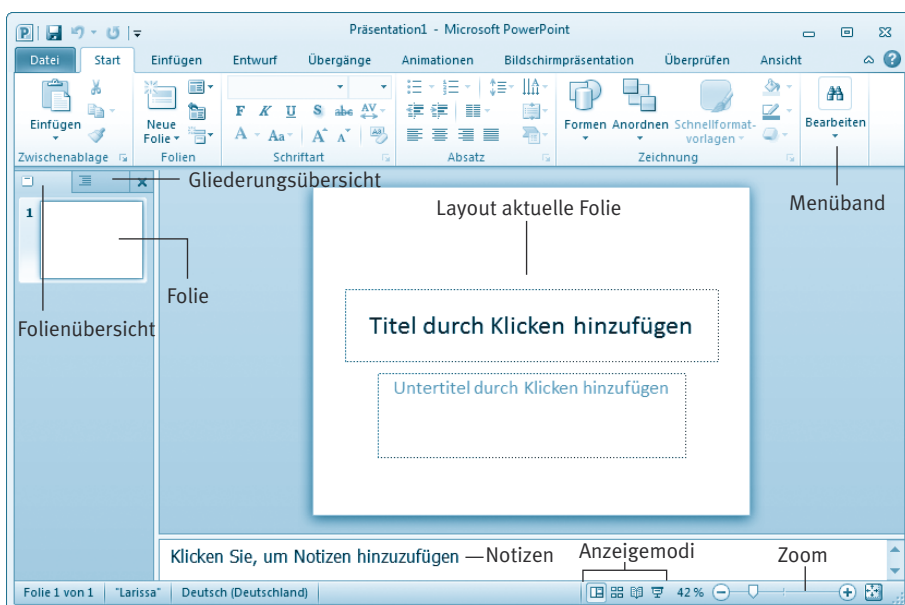 Präsentation1 - Microsoft PowerPoint
Datei Start Einfügen Entwurf Übergänge Animationen Bildschirmpräsentation Überprüfen Ansicht
Einfügen
Neue
Folie
F K U S abc AV
A Aa A A
Formen Anordnen Schnellformat-
vorlagen
Bearbeiten
Zwischenablage Folien Schriftart Absatz Zeichnung
Gliederungsübersicht
Menüband
1
Layout aktuelle Folie
Folie
Folienübersicht
Titel durch Klicken hinzufügen
Untertitel durch Klicken hinzufügen
Klicken Sie, um Notizen hinzuzufügen Notizen
Anzeigemodi
Zoom
Folie 1 von 1 "Larissa" Deutsch (Deutschland) 42 %